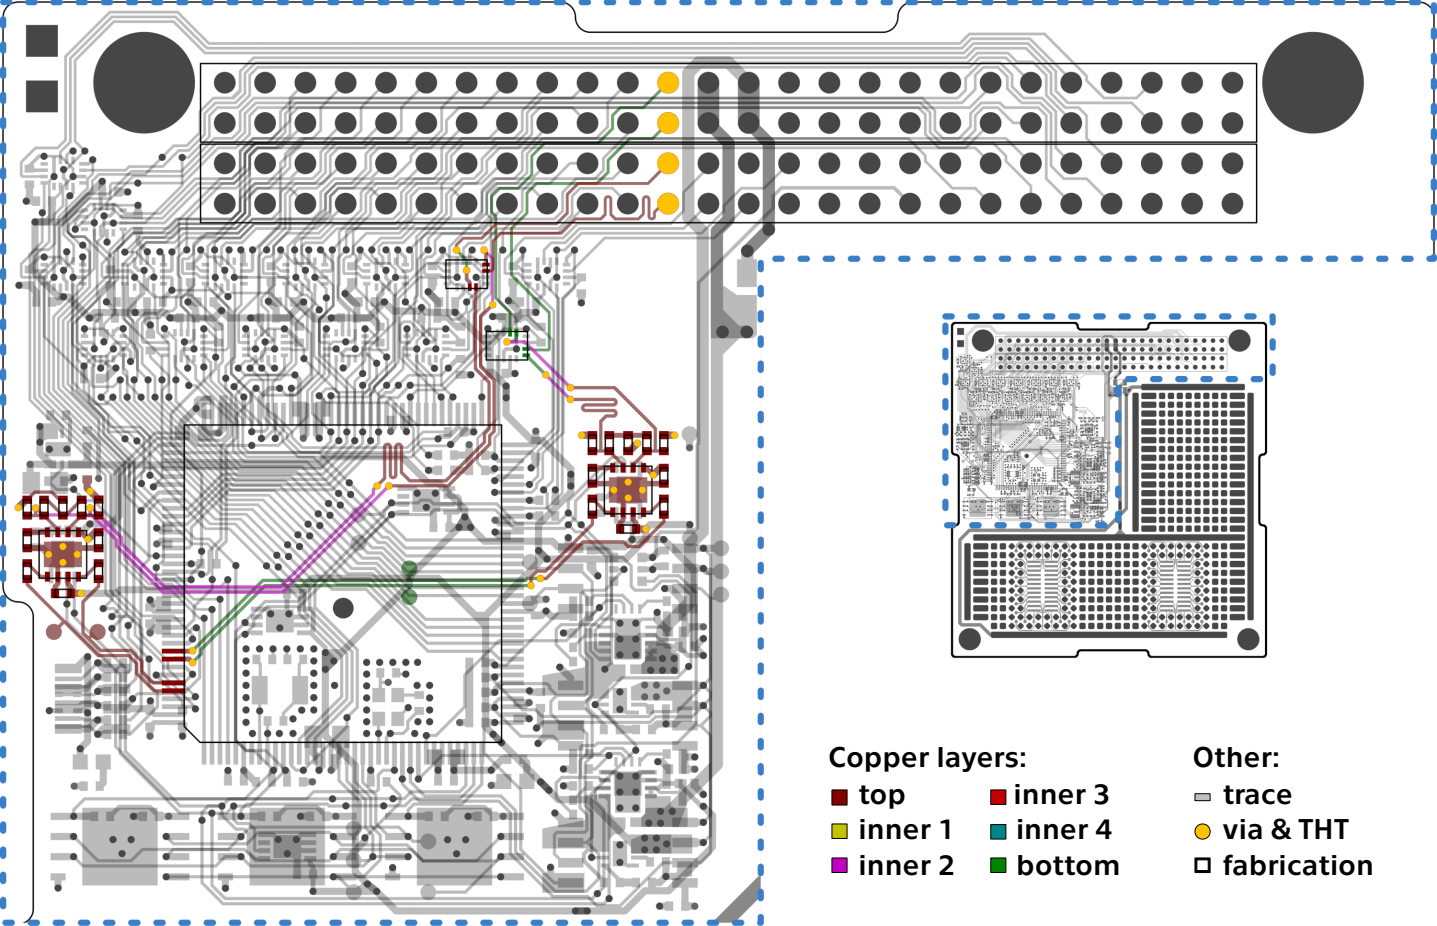 Copper layers:
Other:
top
inner 3
trace
inner 1
inner 4
via & THT
inner 2
bottom
fabrication